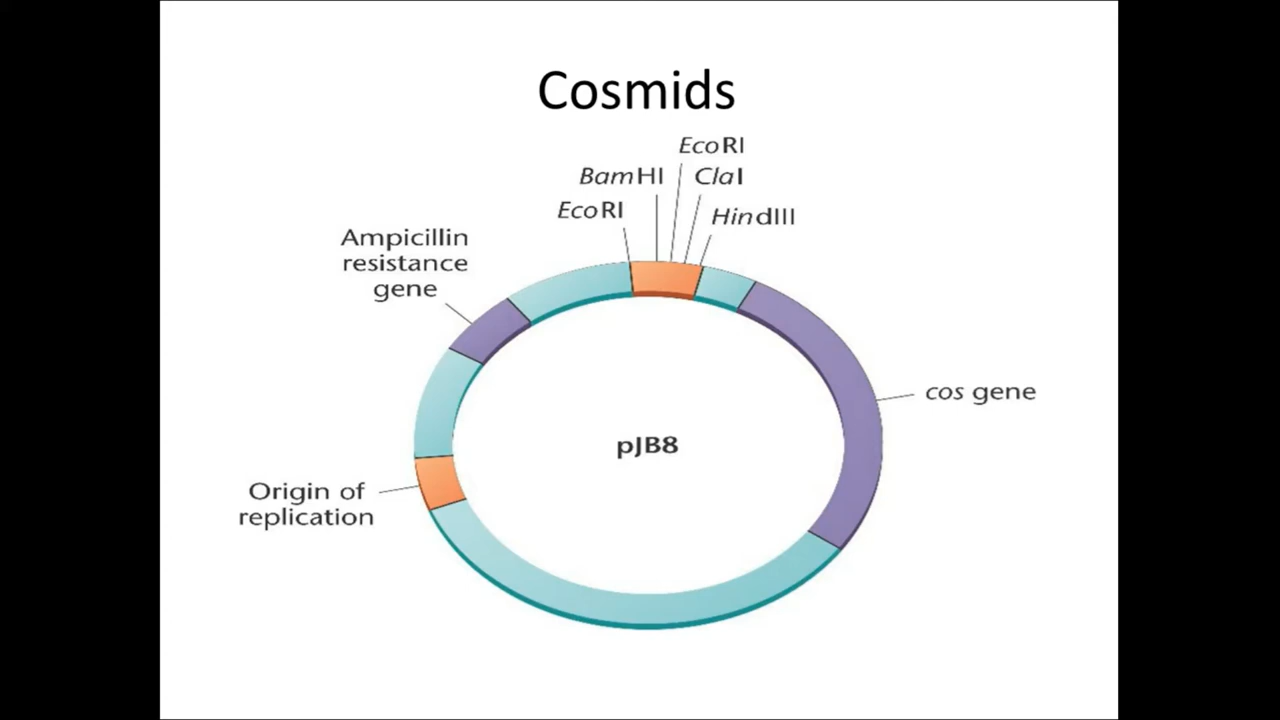 Cosmids
EcoRI
BamHI
ClaI
EcoRI
HindIII
Ampicillin
resistance
gene
cos gene
pJB8
Origin of
replication